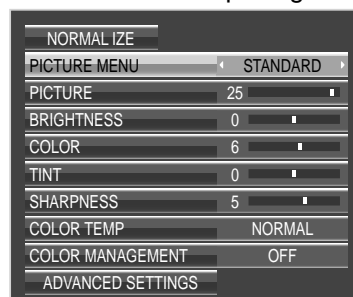 NORMAL IZE
PICTURE MENU STANDARD
PICTURE 25
BRIGHTNESS 0
COLOR 6
TINT 0
SHARPNESS 5
COLOR TEMP NORMAL
COLOR MANAGEMENT OFF
ADVANCED SETTINGS